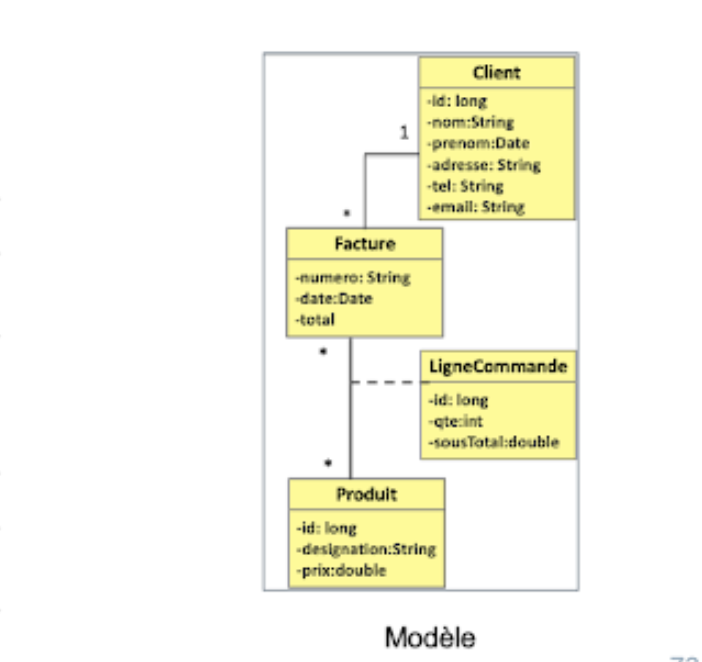 Client
-id: long
-nom:String
-prenom:Date
-adresse: String
-tel: String
-email: String
1
*
Facture
-numero: String
-date:Date
-total
*
LigneCommande
-id: long
-qte:int
-sousTotal:double
*
Produit
-id: long
-designation:String
-prix:double
Modèle